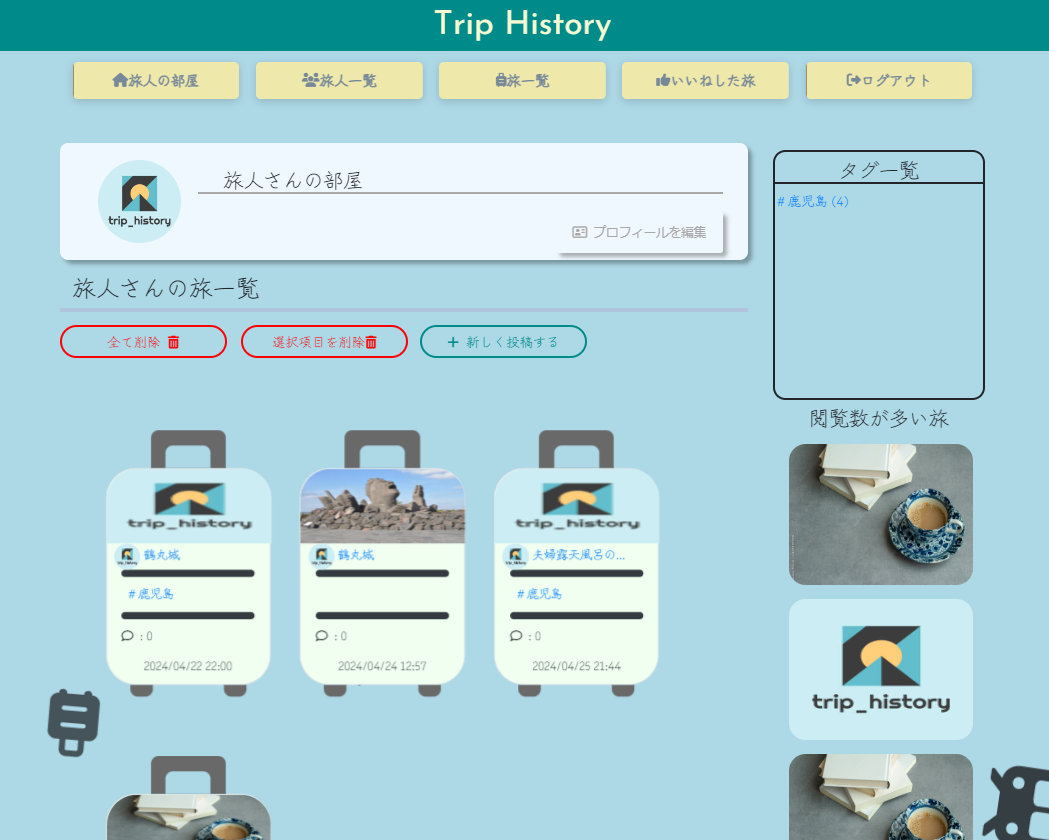 Trip History
旅人の部屋
旅人一覧
旅一覧
いいねした旅
ログアウト
trip_history
旅人さんの部屋
プロフィールを編集
タグ一覧
#鹿児島 (4)
旅人さんの旅一覧
全て削除
選択項目を削除
+ 新しく投稿する
閲覧数が多い旅
trip_history
鶴丸城
#鹿児島
: 0
2024/04/22 22:00
鶴丸城
: 0
2024/04/24 12:57
trip_history
夫婦露天風呂の...
#鹿児島
: 0
2024/04/25 21:44
trip_history